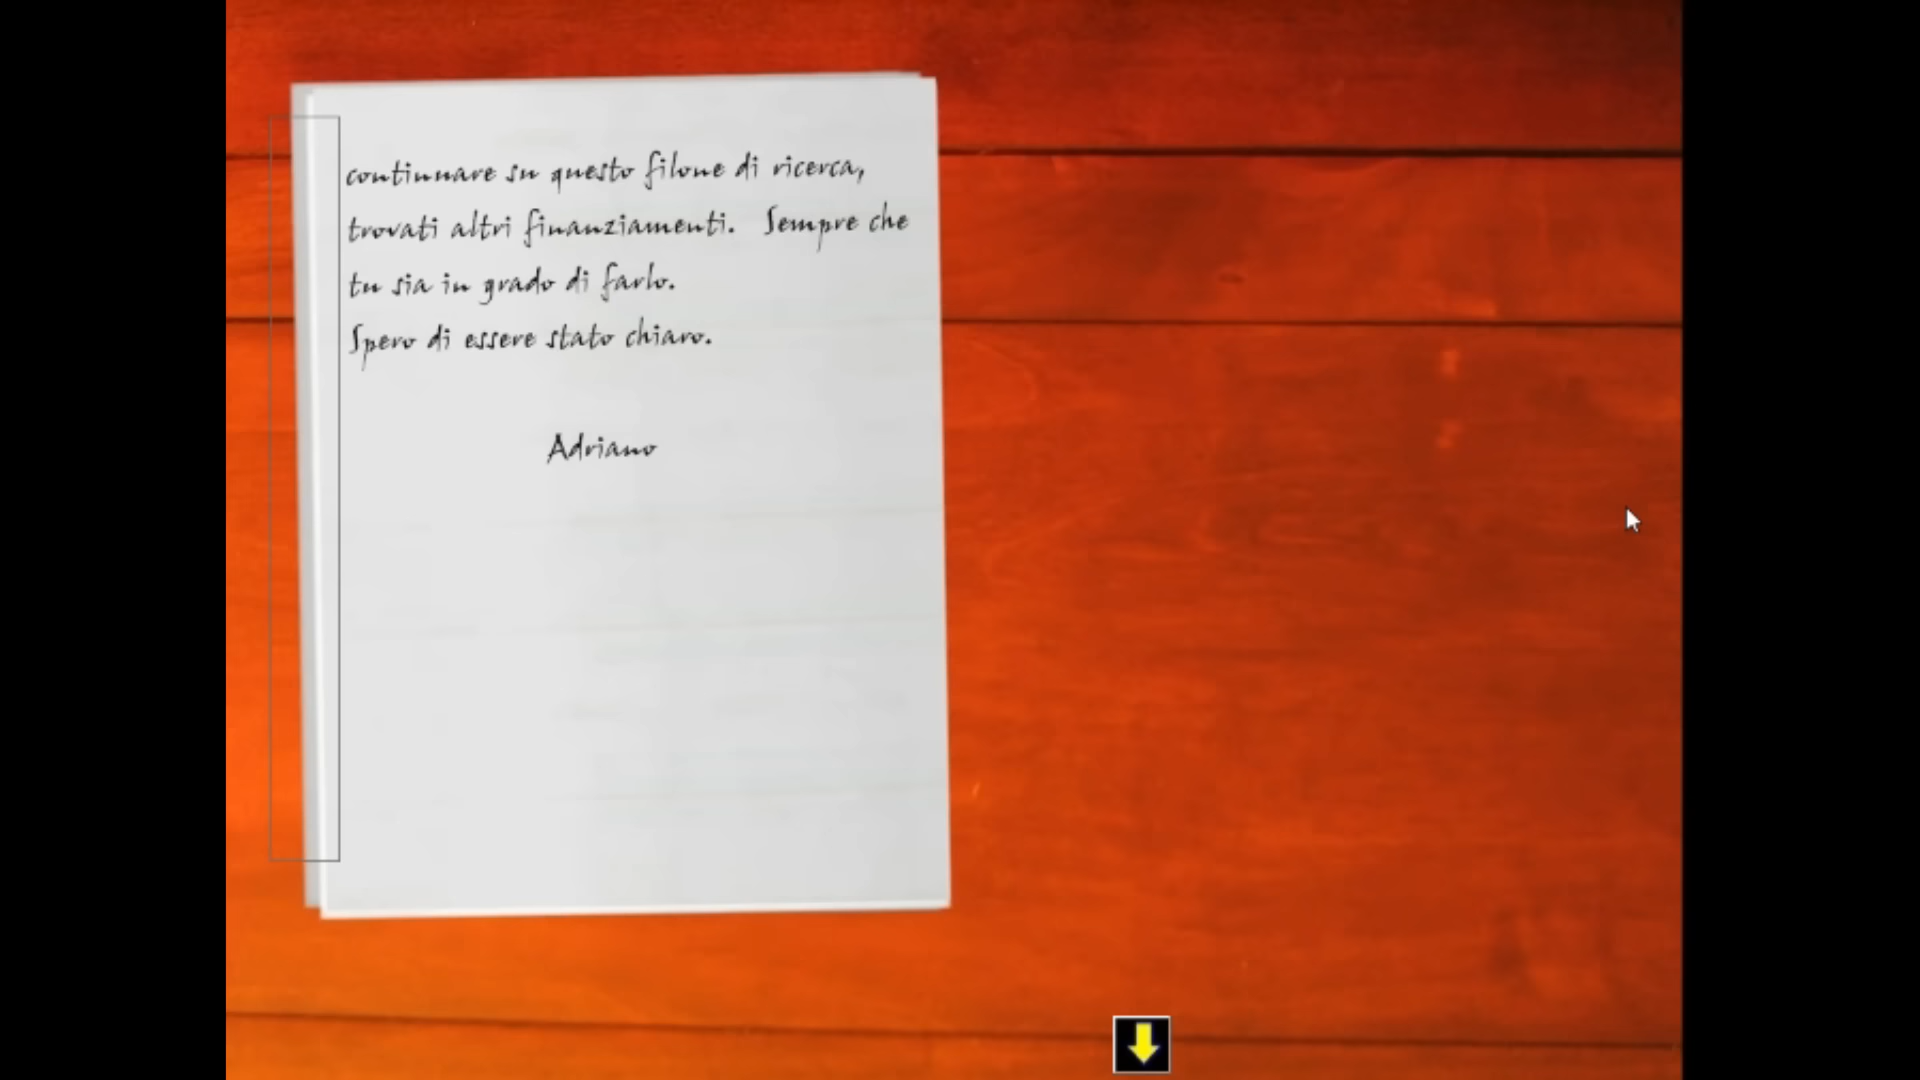 continuare su questo filone di ricerca,
trovati altri finanziamenti. Sempre che
tu sia in grado di farlo.
Spero di essere stato chiaro.
Adriano